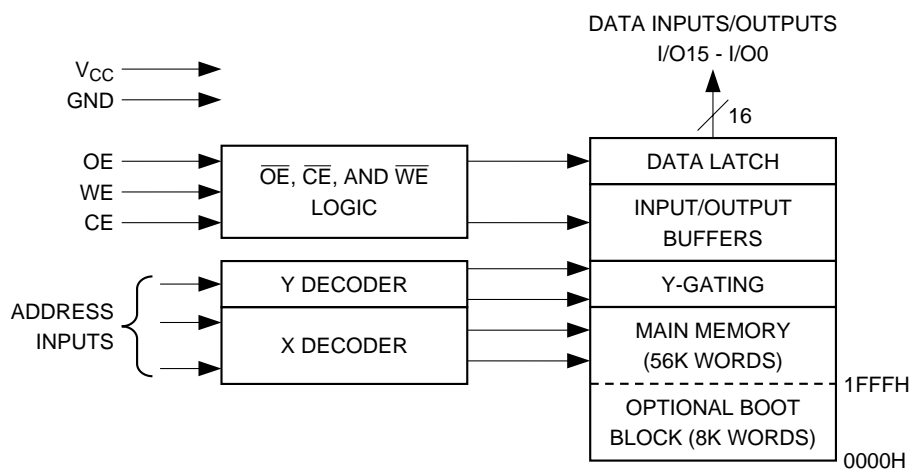 DATA INPUTS/OUTPUTS
I/O15 - I/O0
16
VCC
GND
OE
WE
CE
OE, CE, AND WE
LOGIC
DATA LATCH
INPUT/OUTPUT
BUFFERS
ADDRESS
INPUTS
Y DECODER
X DECODER
Y-GATING
MAIN MEMORY
(56K WORDS)
1FFFH
OPTIONAL BOOT
BLOCK (8K WORDS)
0000H